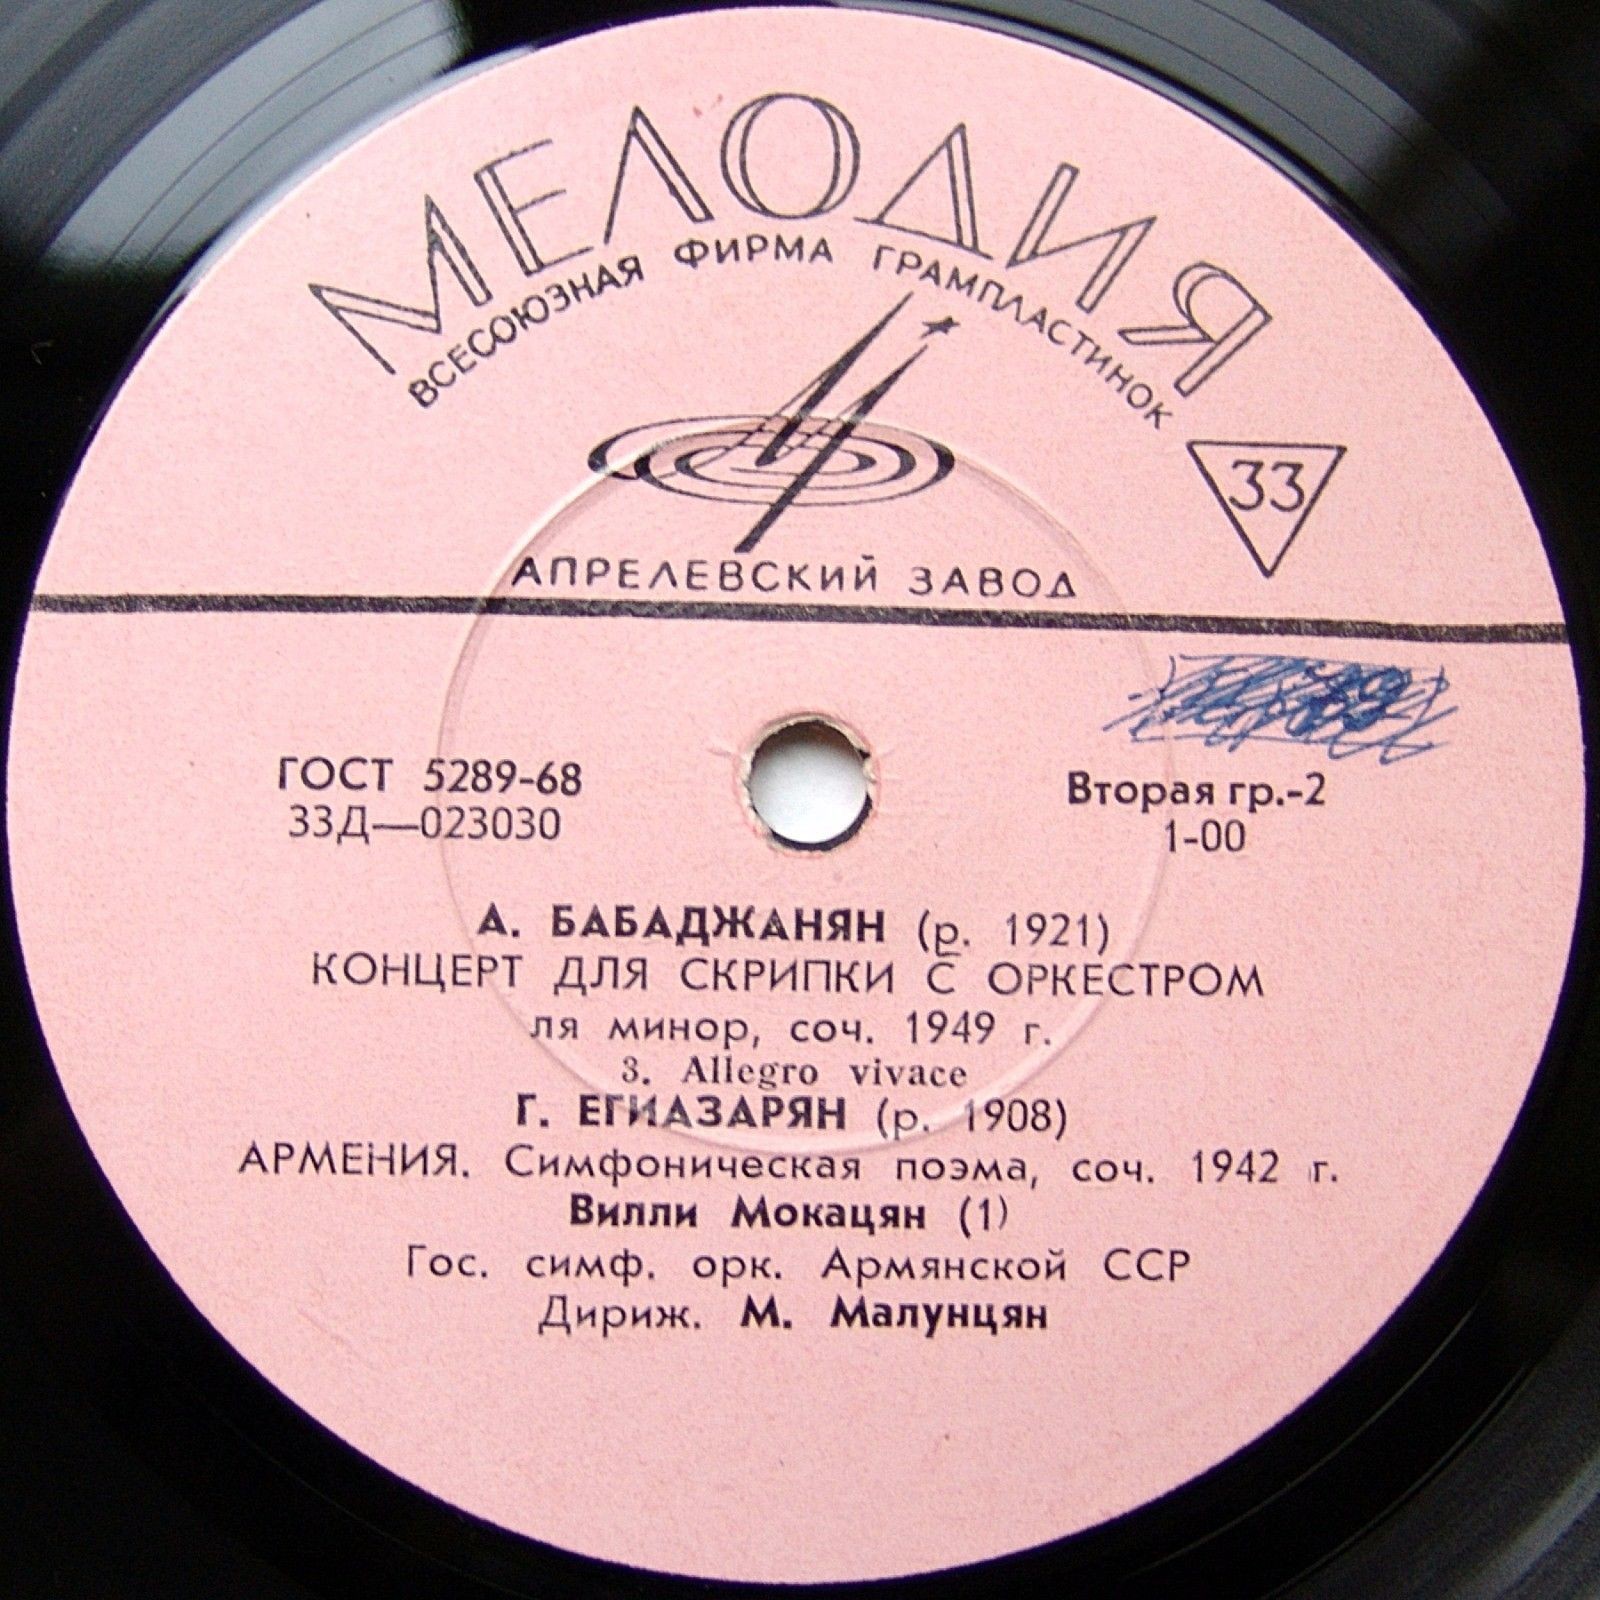 МЕЛОДИЯ
ВСЕСОЮЗНАЯ ФИРМА ГРАМПЛАСТИНОК
33
АПРЕЛЕВСКИЙ ЗАВОД
ГОСТ 5289-68
33Д—023030
Вторая гр.-2
1-00
А. БАБАДЖАНЯН (р. 1921)
КОНЦЕРТ ДЛЯ СКРИПКИ С ОРКЕСТРОМ
ля минор, соч. 1949 г.
3. Allegro vivace
Г. ЕГИАЗАРЯН (р. 1908)
АРМЕНИЯ. Симфоническая поэма, соч. 1942 г.
Вилли Мокацян (1)
Гос. симф. орк. Армянской ССР
Дириж. М. Малунцян